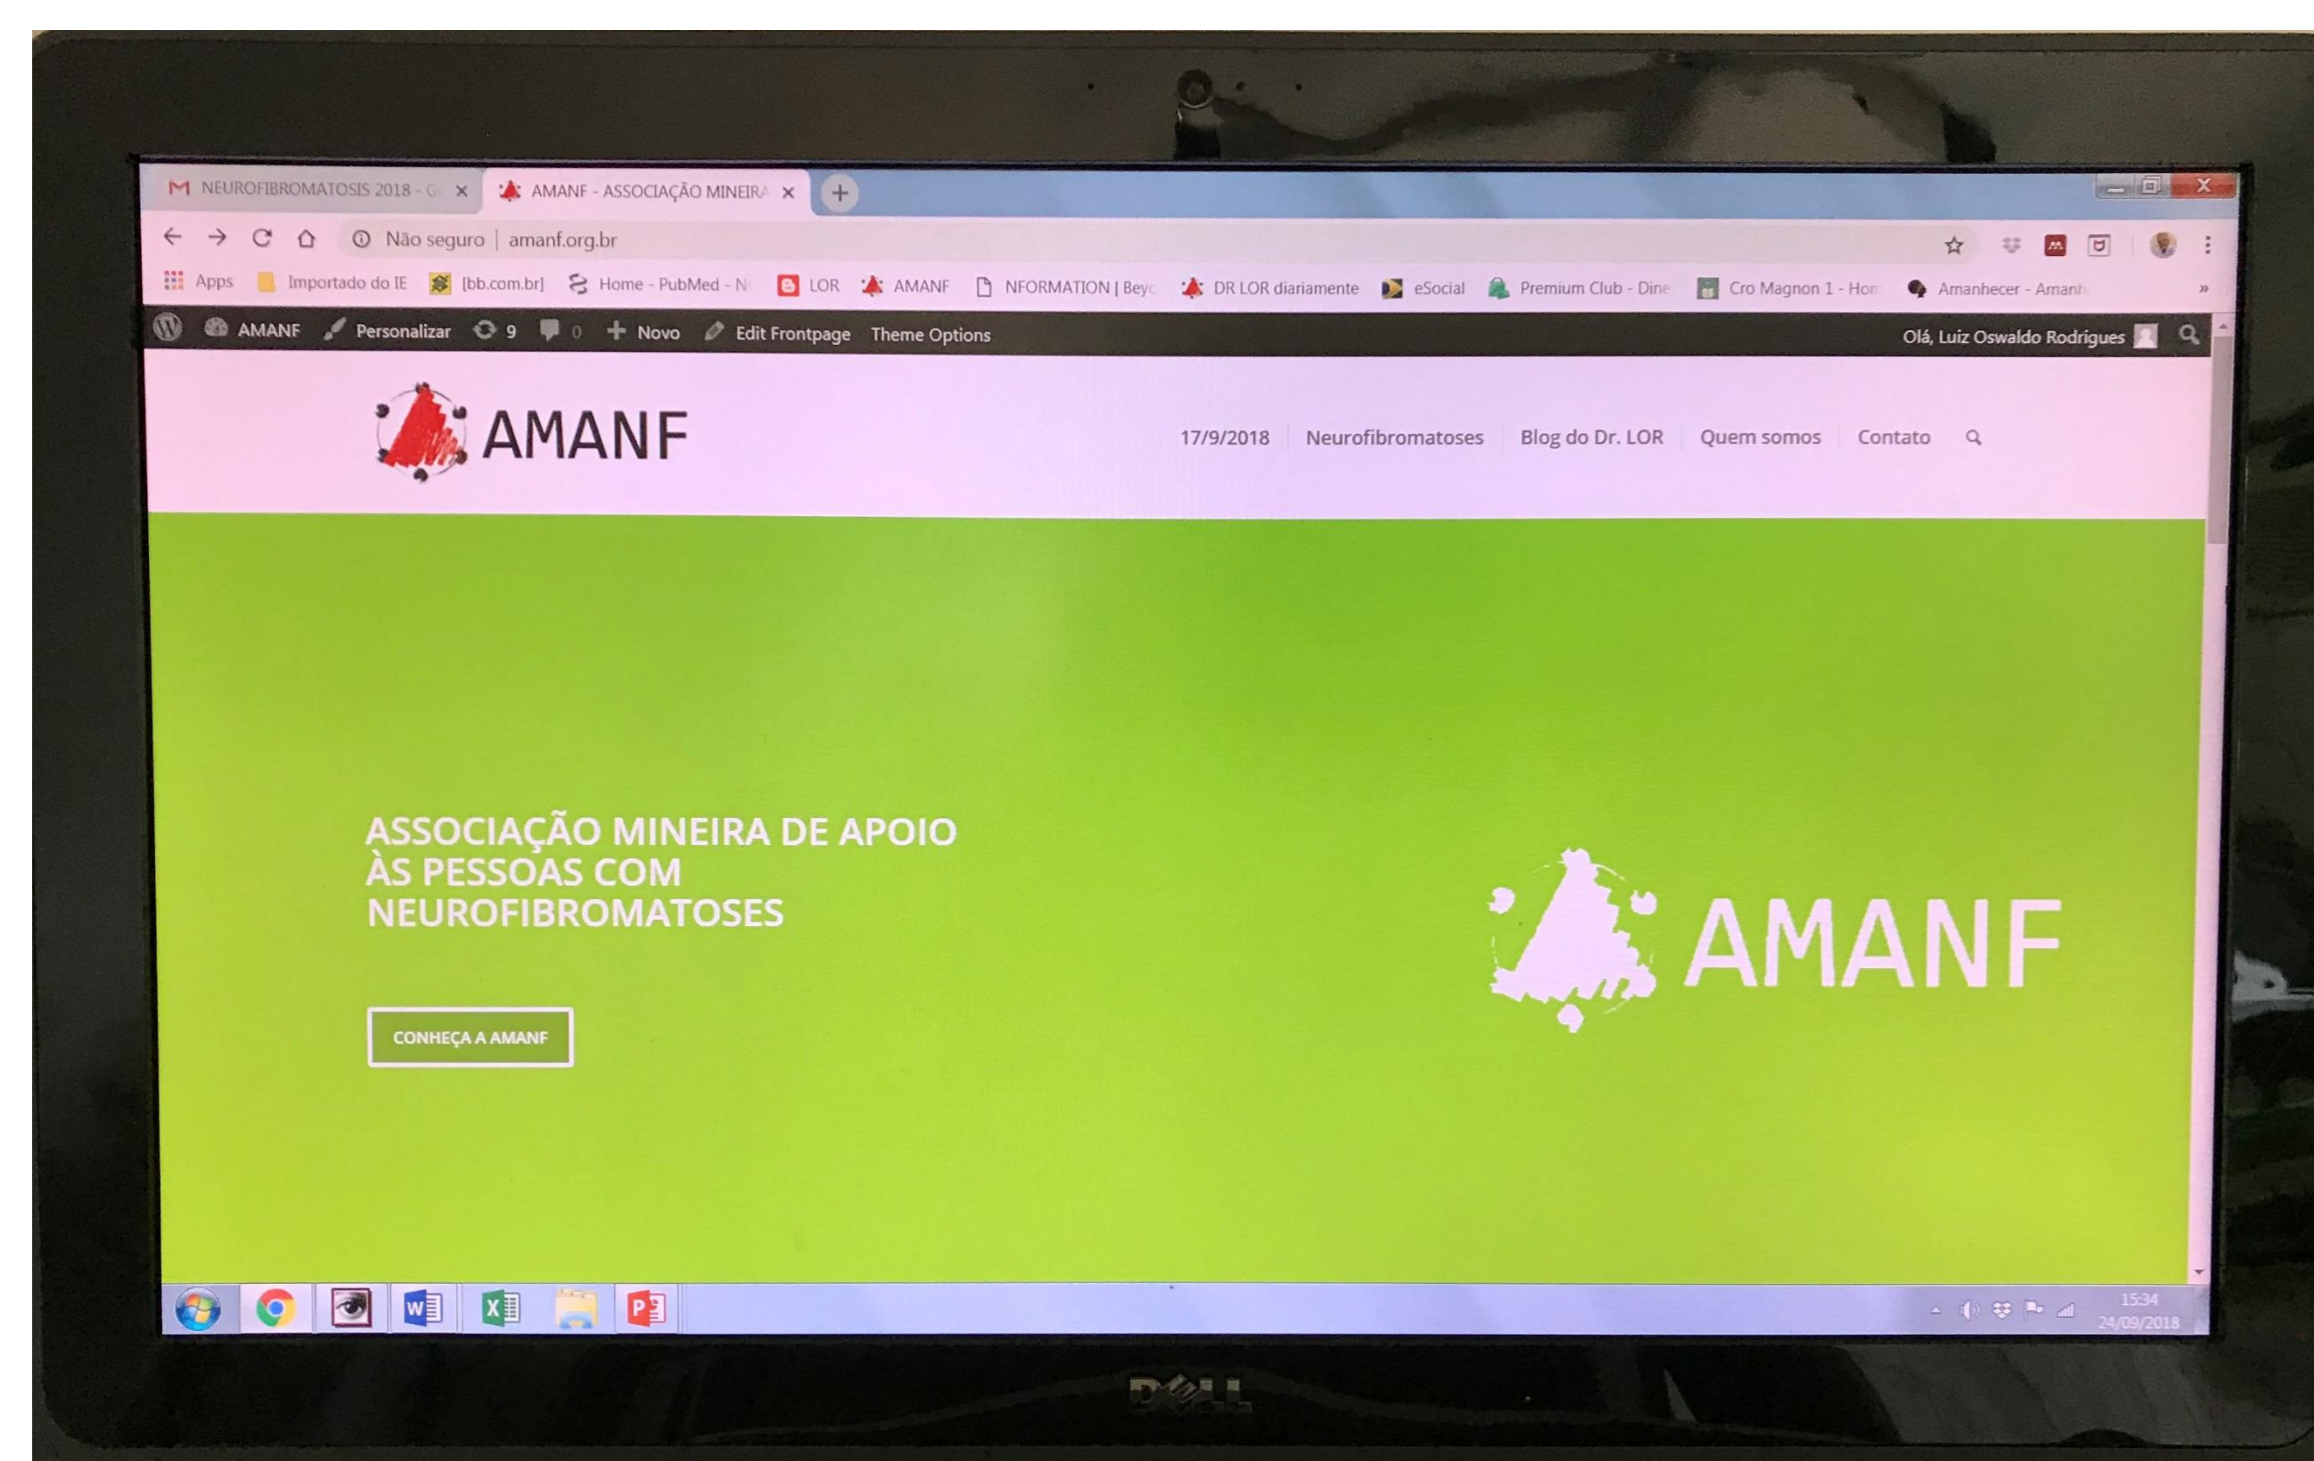 NEUROFIBROMATOSIS 2018 - G
AMANF - ASSOCIAÇÃO MINEIRA
Não seguro | amanf.org.br
Apps Importado do IE [bb.com.br] Home - PubMed - N LOR AMANF NFORMATION | Beyo DR LOR diariamente eSocial Premium Club - Dine Cro Magnon 1 - Hom Amanhecer - Amanh »
AMANF Personalizar 9 0 Novo Edit Frontpage Theme Options Olá, Luiz Oswaldo Rodrigues
AMANF
17/9/2018 Neurofibromatoses Blog do Dr. LOR Quem somos Contato
ASSOCIAÇÃO MINEIRA DE APOIO
ÀS PESSOAS COM
NEUROFIBROMATOSES
AMANF
CONHEÇA A AMANF
15:34
24/09/2018
DELL